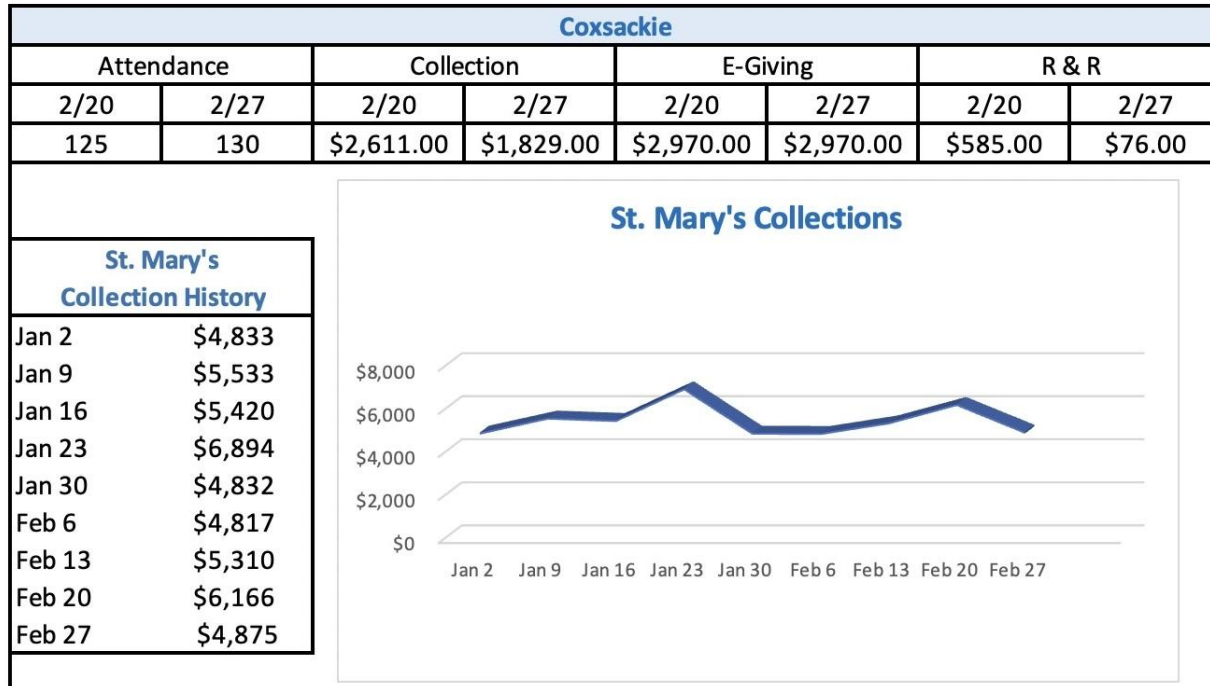 Coxsackie
Attendance Collection E-Giving R & R
2/20 2/27 2/20 2/27 2/20 2/27 2/20 2/27
125 130 $2,611.00 $1,829.00 $2,970.00 $2,970.00 $585.00 $76.00
St. Mary's
Collection History
Jan 2 $4,833
Jan 9 $5,533
Jan 16 $5,420
Jan 23 $6,894
Jan 30 $4,832
Feb 6 $4,817
Feb 13 $5,310
Feb 20 $6,166
Feb 27 $4,875
St. Mary's Collections
$8,000
$6,000
$4,000
$2,000
$0
Jan 2 Jan 9 Jan 16 Jan 23 Jan 30 Feb 6 Feb 13 Feb 20 Feb 27